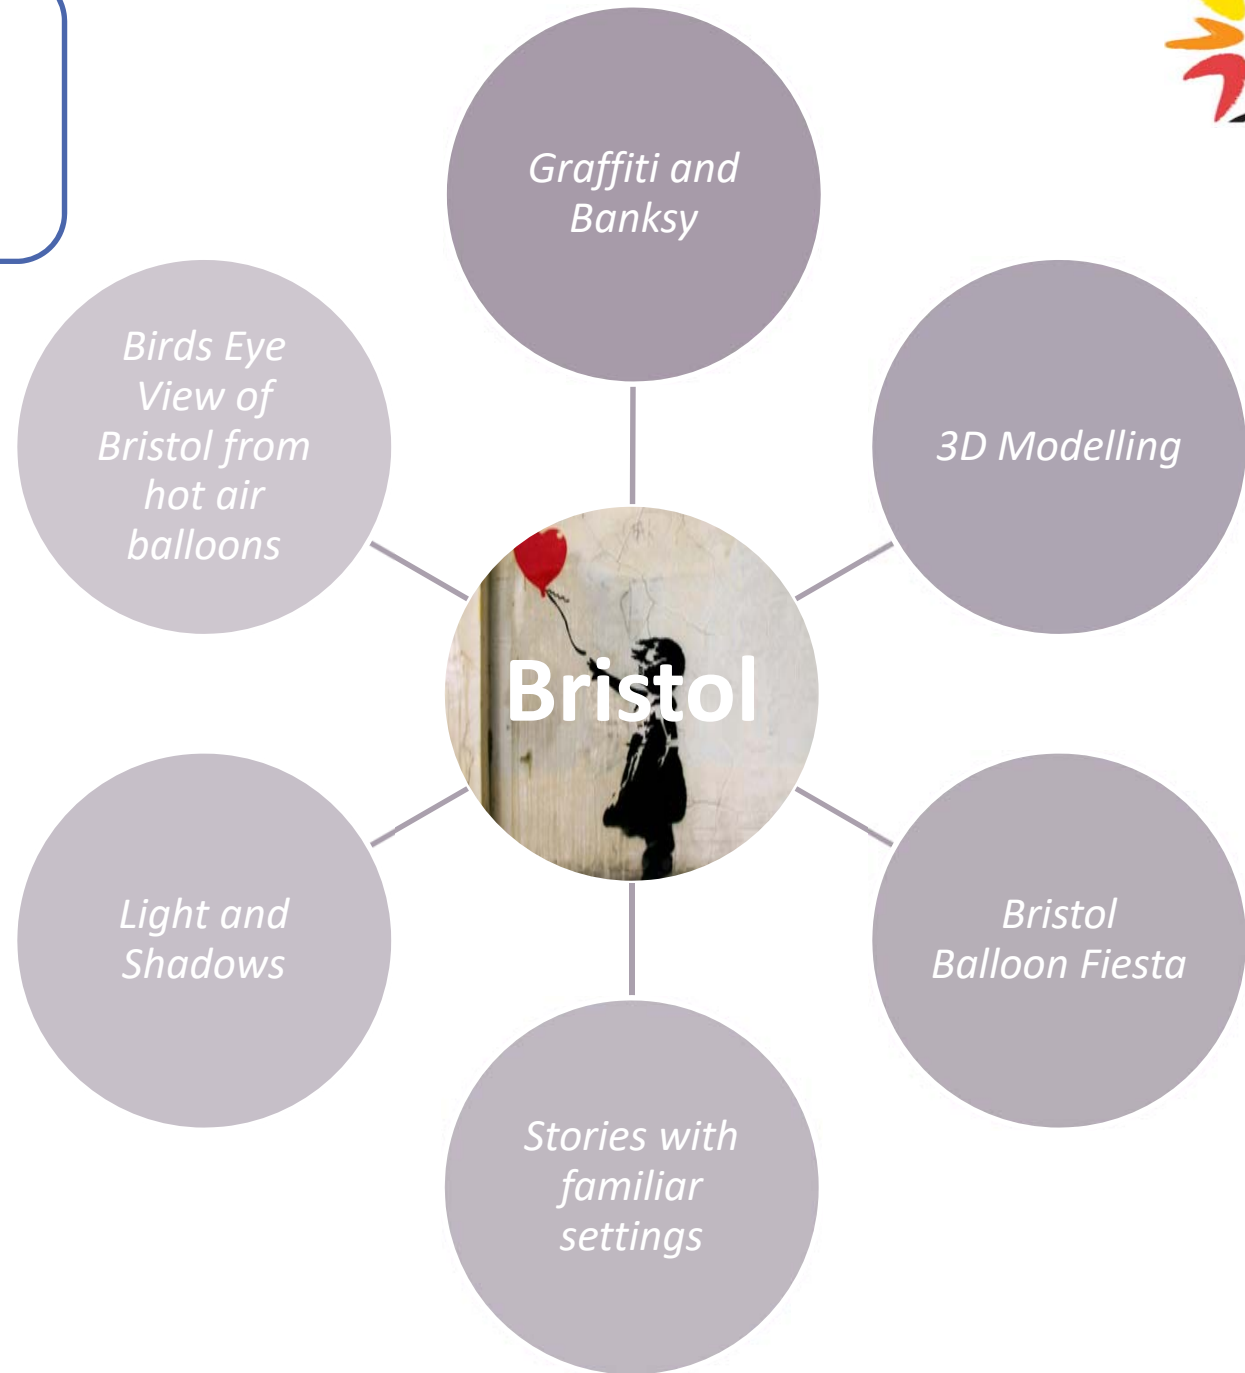 Graffiti and
Banksy
3D Modelling
Bristol
Balloon Fiesta
Stories with
familiar
settings
Light and
Shadows
Birds Eye
View of
Bristol from
hot air
balloons
Bristol